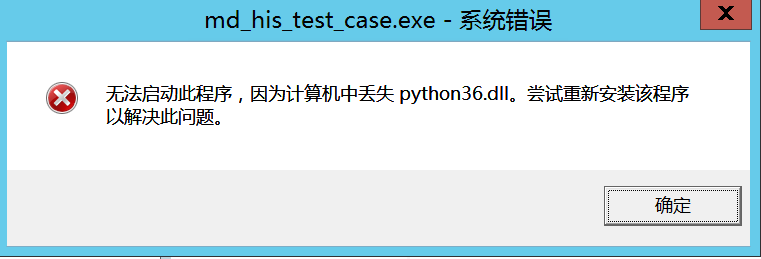 md_his_test_case.exe - 系统错误
x
无法启动此程序，因为计算机中丢失 python36.dll。尝试重新安装该程序
以解决此问题。
确定